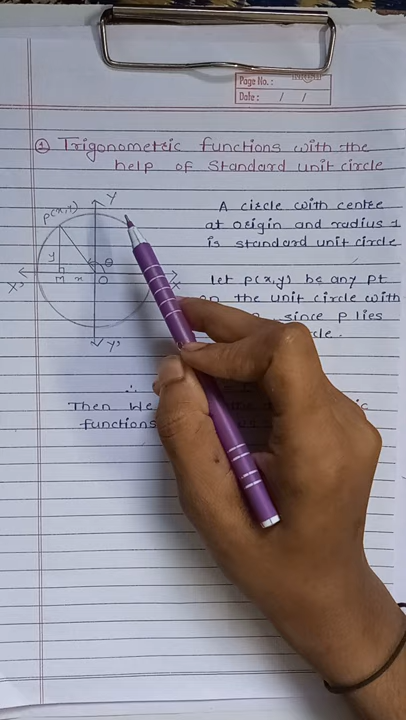 Page No. :
Date : / /
① Trigonometric functions with the
help of Standard unit circle
Y
P(x,y)
y
θ
X'
M
x
O
X
Y'
A circle with centre
at origin and radius 1
is standard unit circle
let p(x,y) be any pt
on the unit circle with
since P lies
∴
Then We
functions